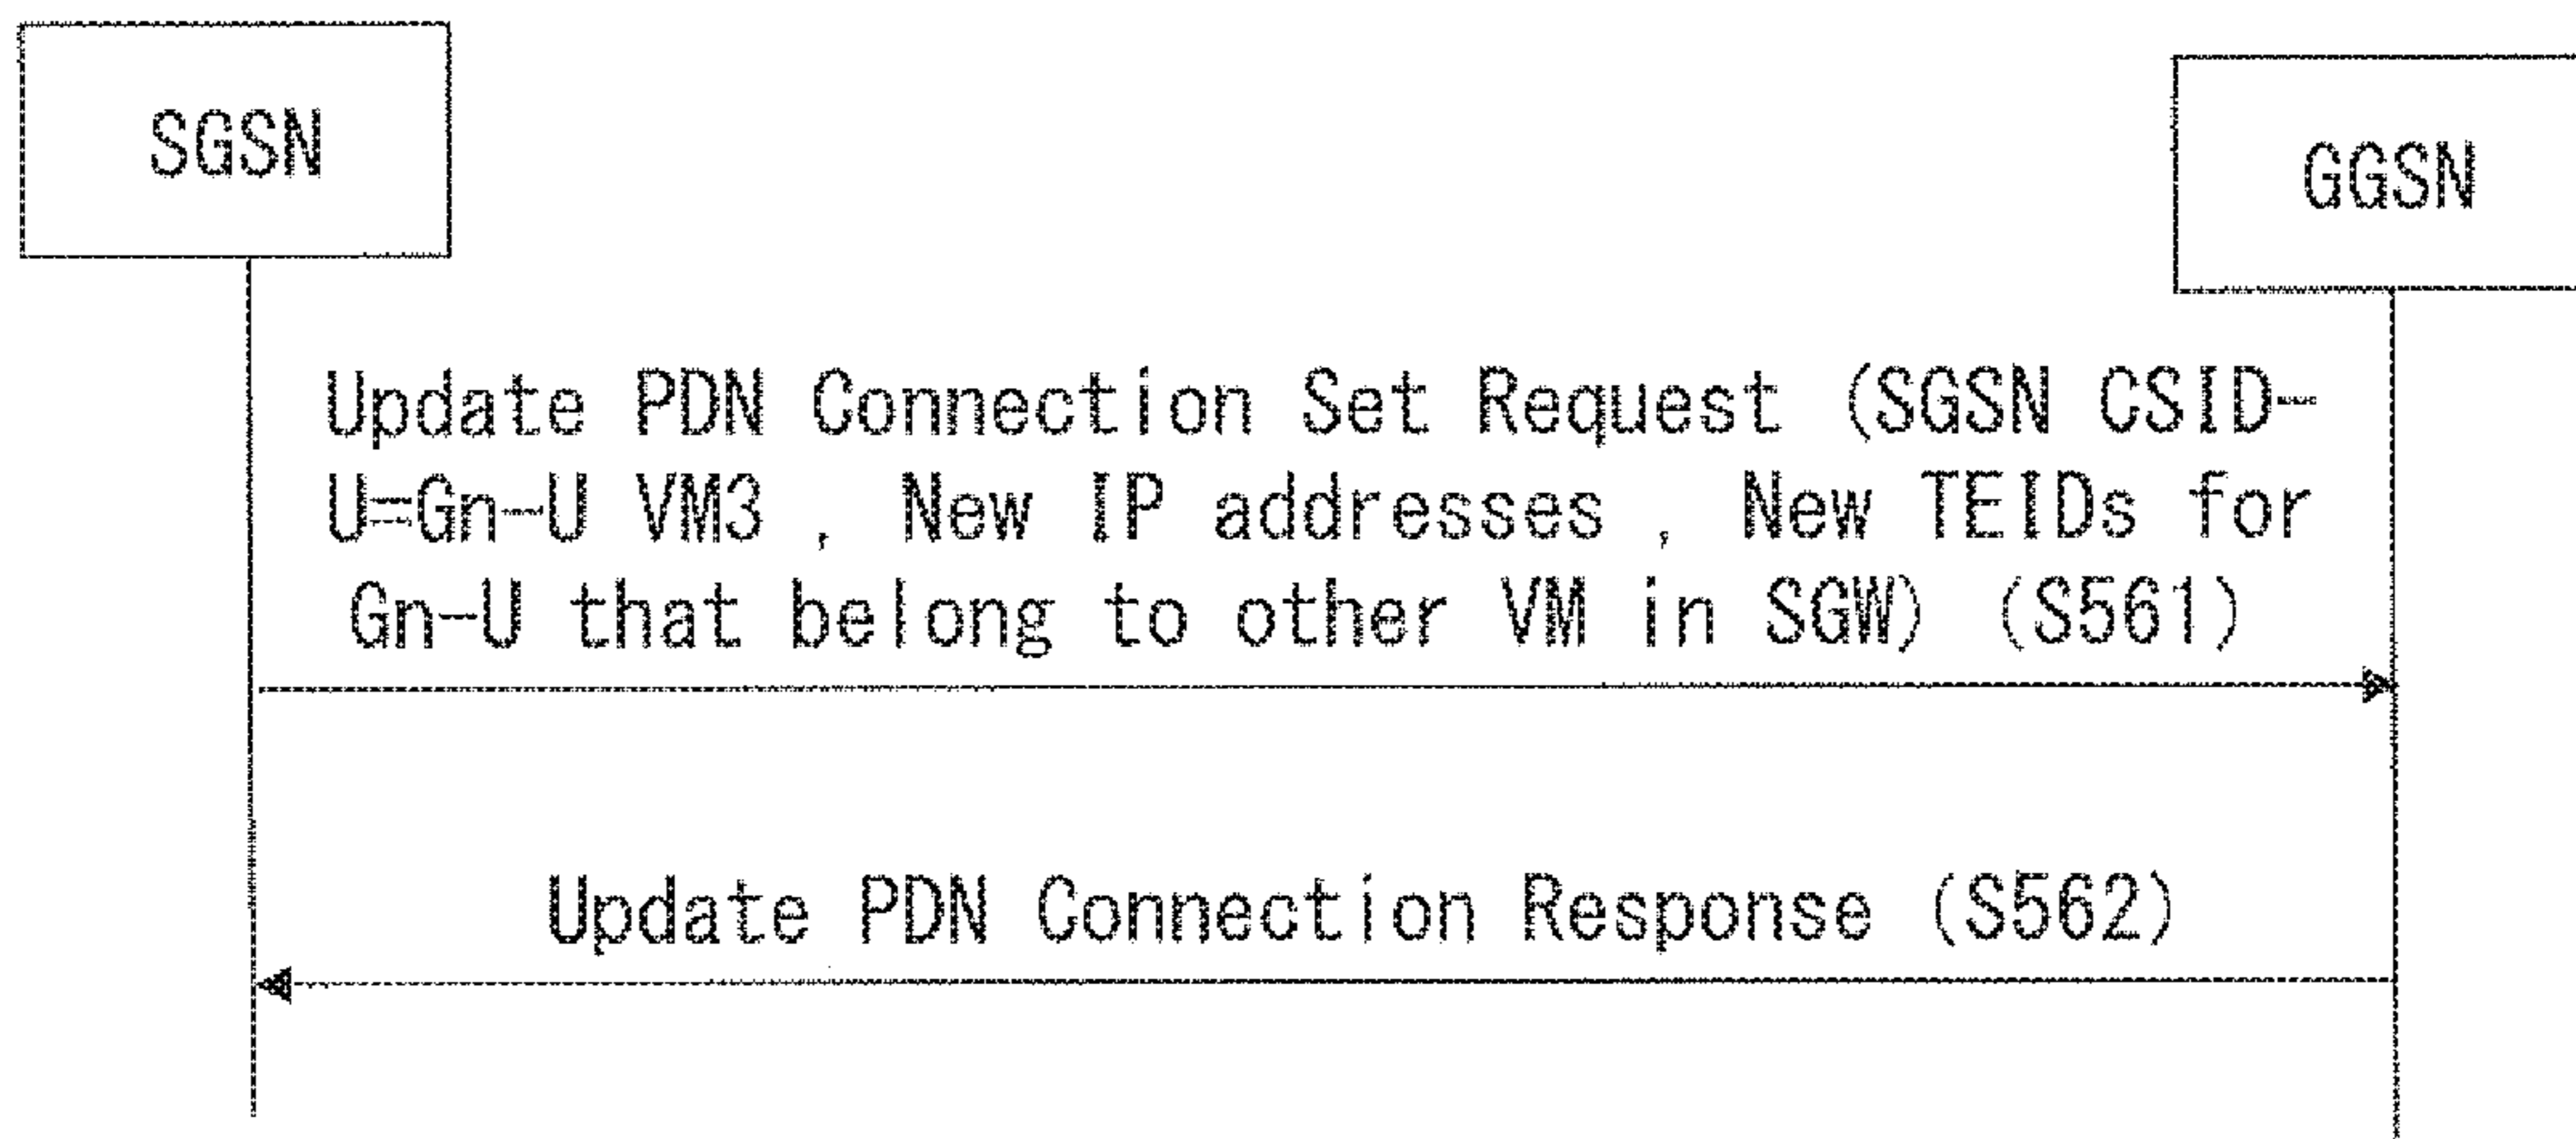 SGSN
GGSN
Update PDN Connection Set Request (SGSN CSID-
U=Gn-U VM3 , New IP addresses , New TEIDs for
Gn-U that belong to other VM in SGW) (S561)
Update PDN Connection Response (S562)